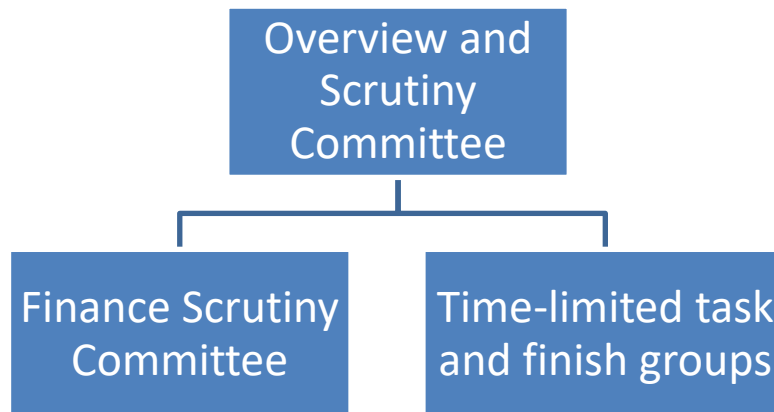 Overview and
Scrutiny
Committee
Finance Scrutiny
Committee
Time-limited task
and finish groups